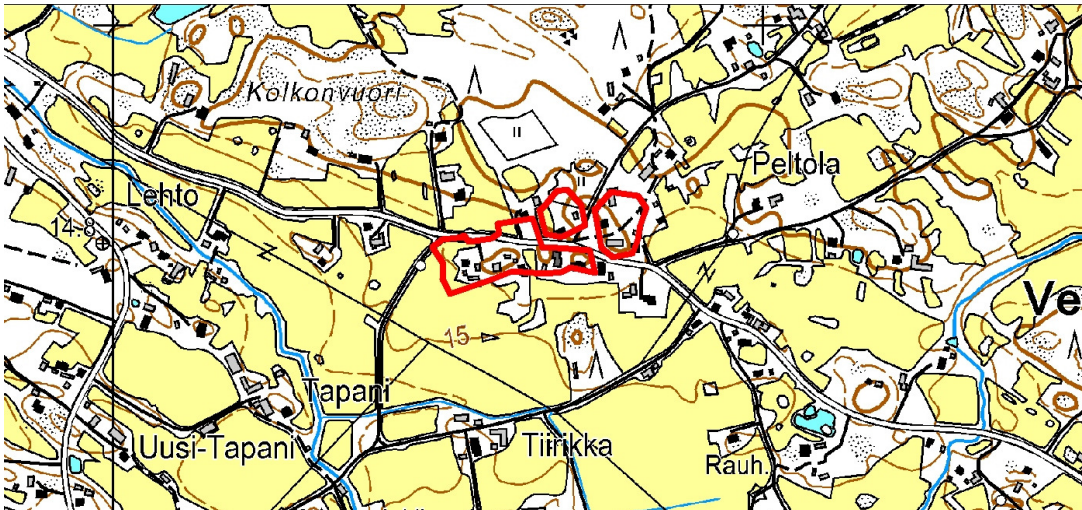 Kolkonvuori
Peltola
Lehto
14.8
Ve
15
Tapani
Uusi-Tapani
Tiirikka
Rauh.